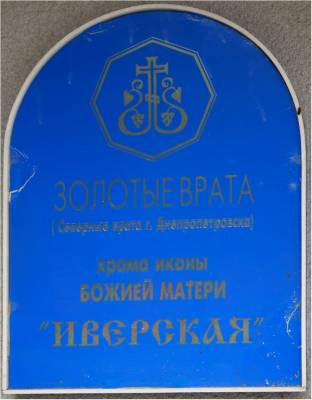 ЗОЛОТЫЕ ВРАТА
(Северные врата г. Днепропетровска)
храма иконы
БОЖИЕЙ МАТЕРИ
"ИВЕРСКАЯ"